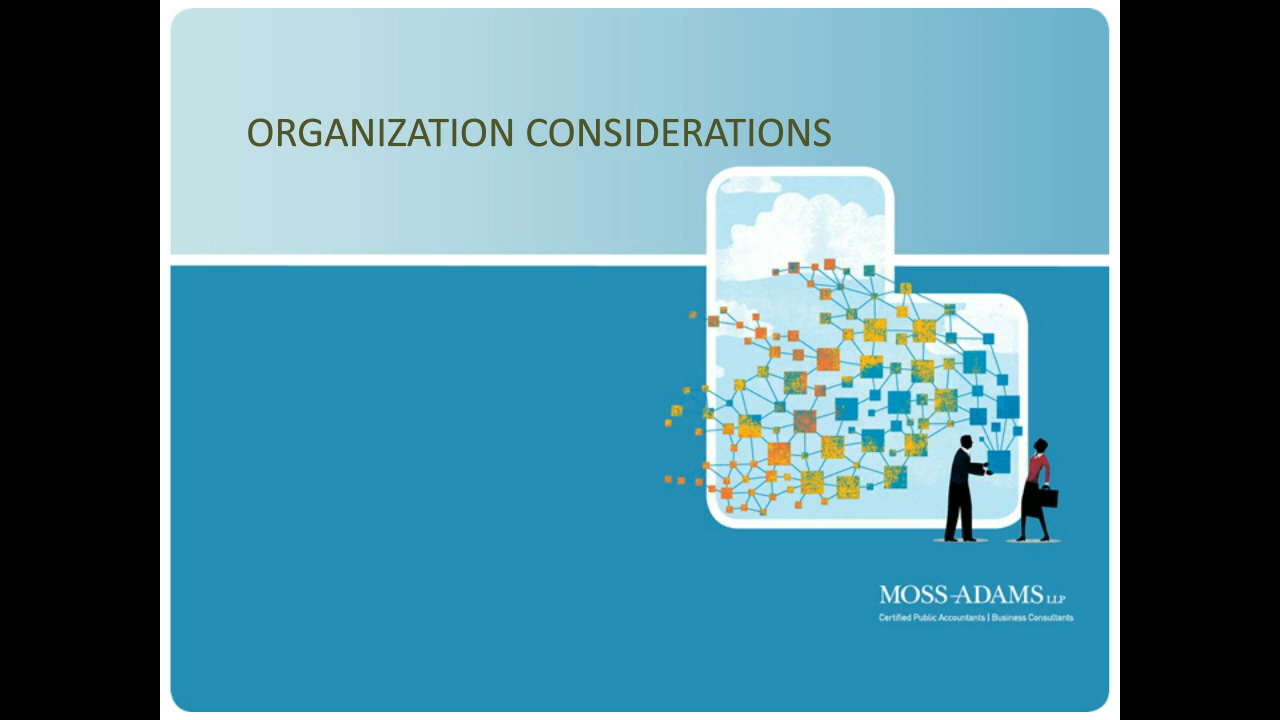 ORGANIZATION CONSIDERATIONS
MOSS-ADAMS LLP
Certified Public Accountants | Business Consultants